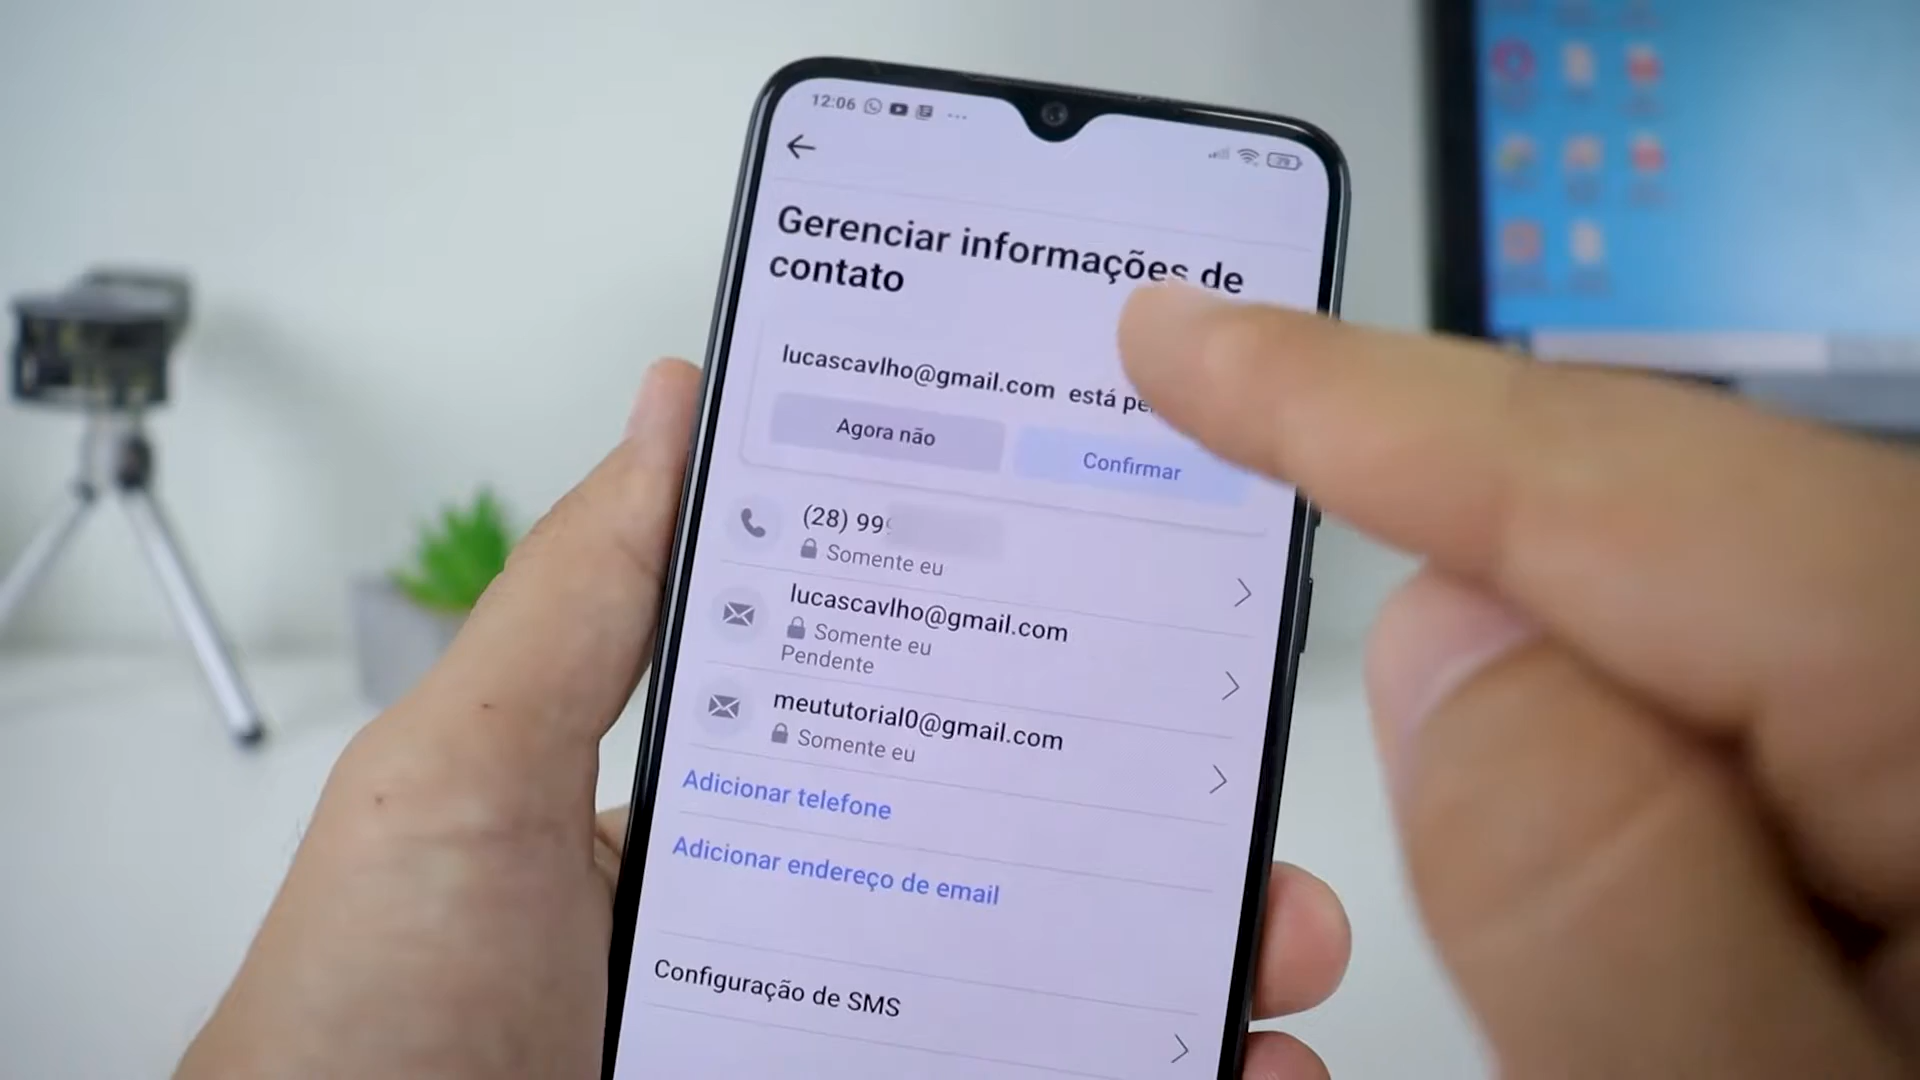 12:06
79
Gerenciar informações de
contato
lucascavlho@gmail.com está
Agora não
Confirmar
(28) 99
Somente eu
lucascavlho@gmail.com
Somente eu
Pendente
meututorial0@gmail.com
Somente eu
Adicionar telefone
Adicionar endereço de email
Configuração de SMS